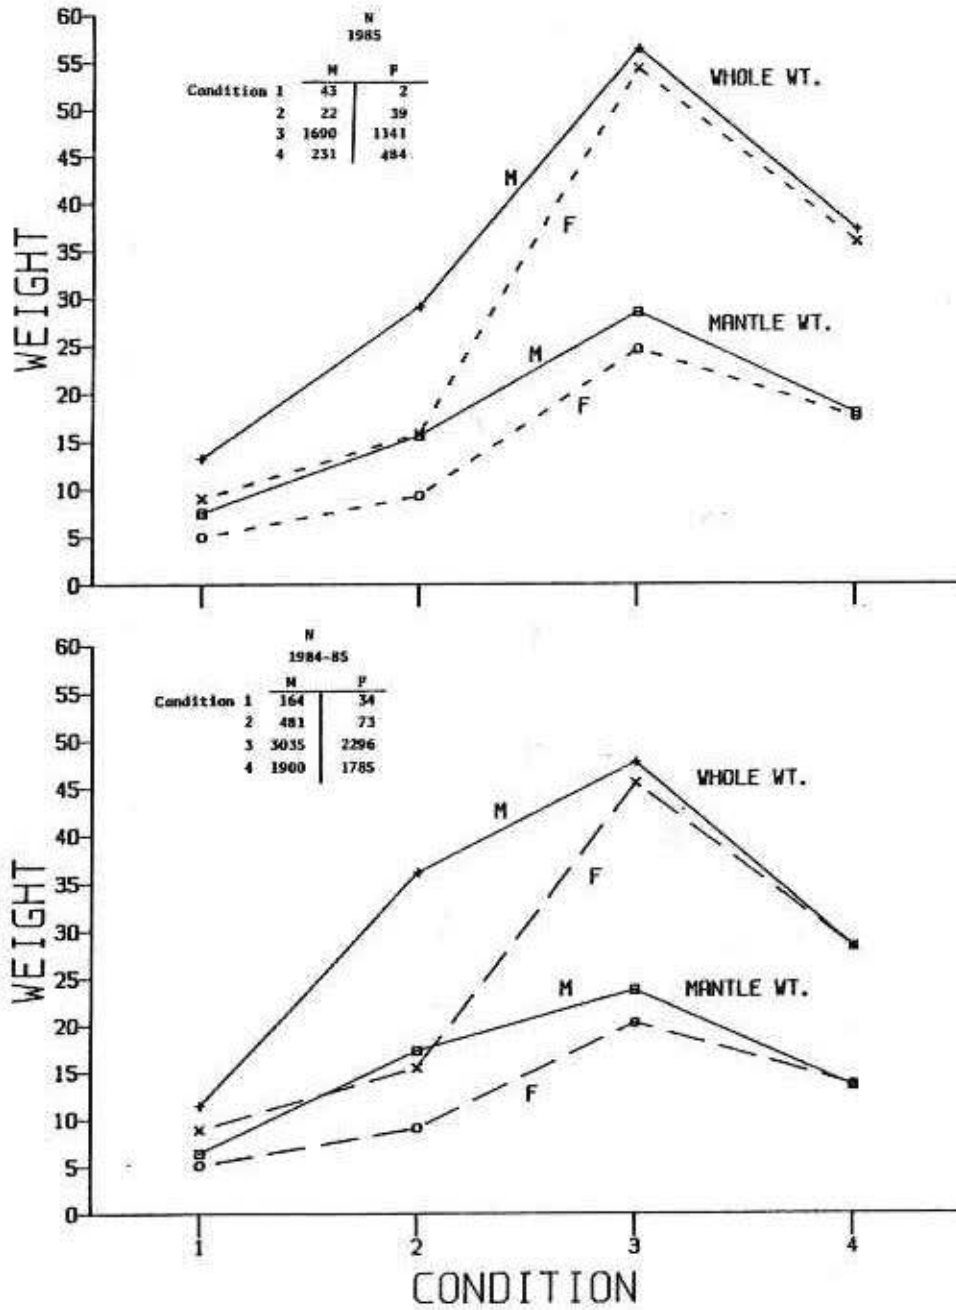 N
1985
M F
Condition 1 43 2
2 22 39
3 1690 1141
4 231 484
60
55
50
45
40
35
30
25
20
15
10
5
0
WEIGHT
WHOLE WT.
M
F
MANTLE WT.
M
F
N
1984-85
M F
Condition 1 164 34
2 481 73
3 3035 2296
4 1900 1785
60
55
50
45
40
35
30
25
20
15
10
5
0
WEIGHT
WHOLE WT.
M
F
MANTLE WT.
M
F
1 2 3 4
CONDITION